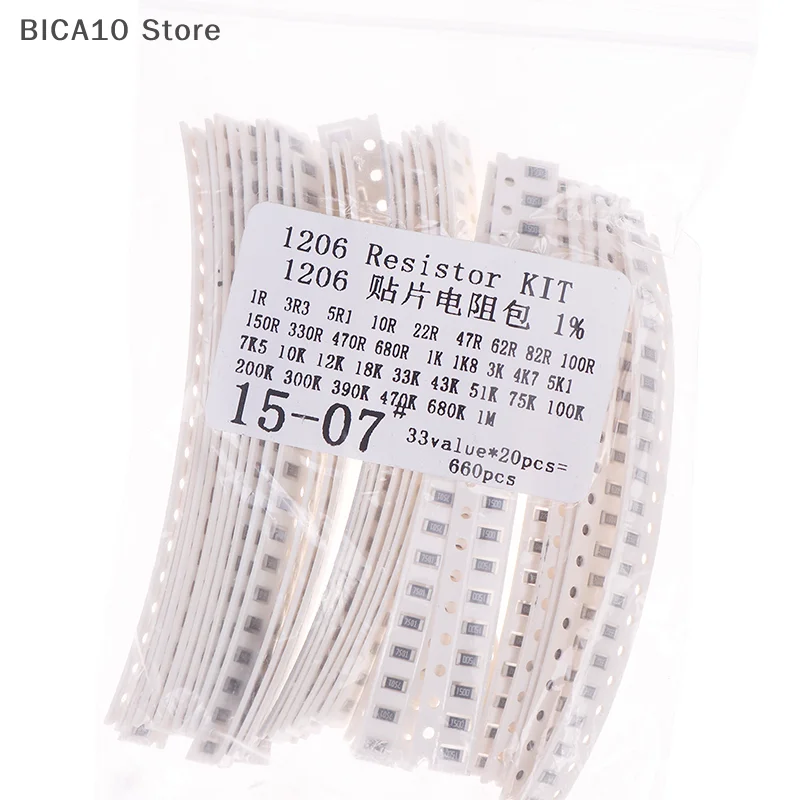 BICA10 Store
1206 Resistor KIT
1206 贴片电阻包 1%
1R 3R3 5R1 10R 22R 47R 62R 82R 100R
150R 330R 470R 680R 1K 1K8 3K 4K7 5K1
7K5 10K 12K 18K 33K 43K 51K 75K 100K
200K 300K 390K 470K 680K 1M
15-07# 33value*20pcs=
660pcs